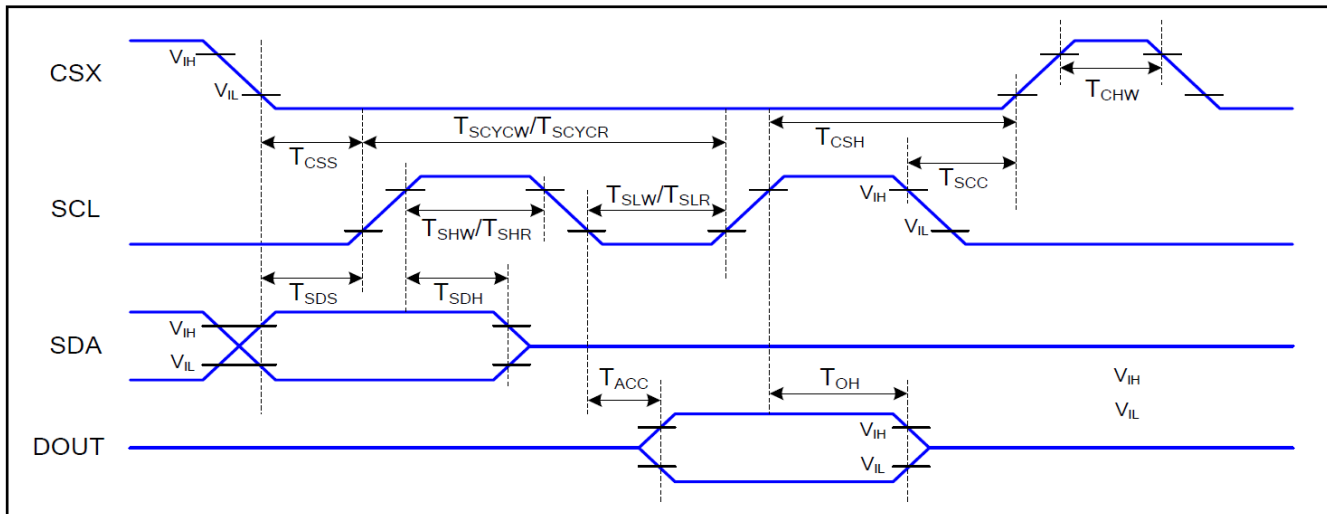 CSX
VIH
VIL
TCHW
TSCYCW/TSCYCR
TCSS
TCSH
TSCC
SCL
TSLW/TSLR
VIH
VIL
TSHW/TSHR
TSDS
TSDH
SDA
VIH
VIL
TACC
TOH
VIH
VIL
DOUT
VIH
VIL